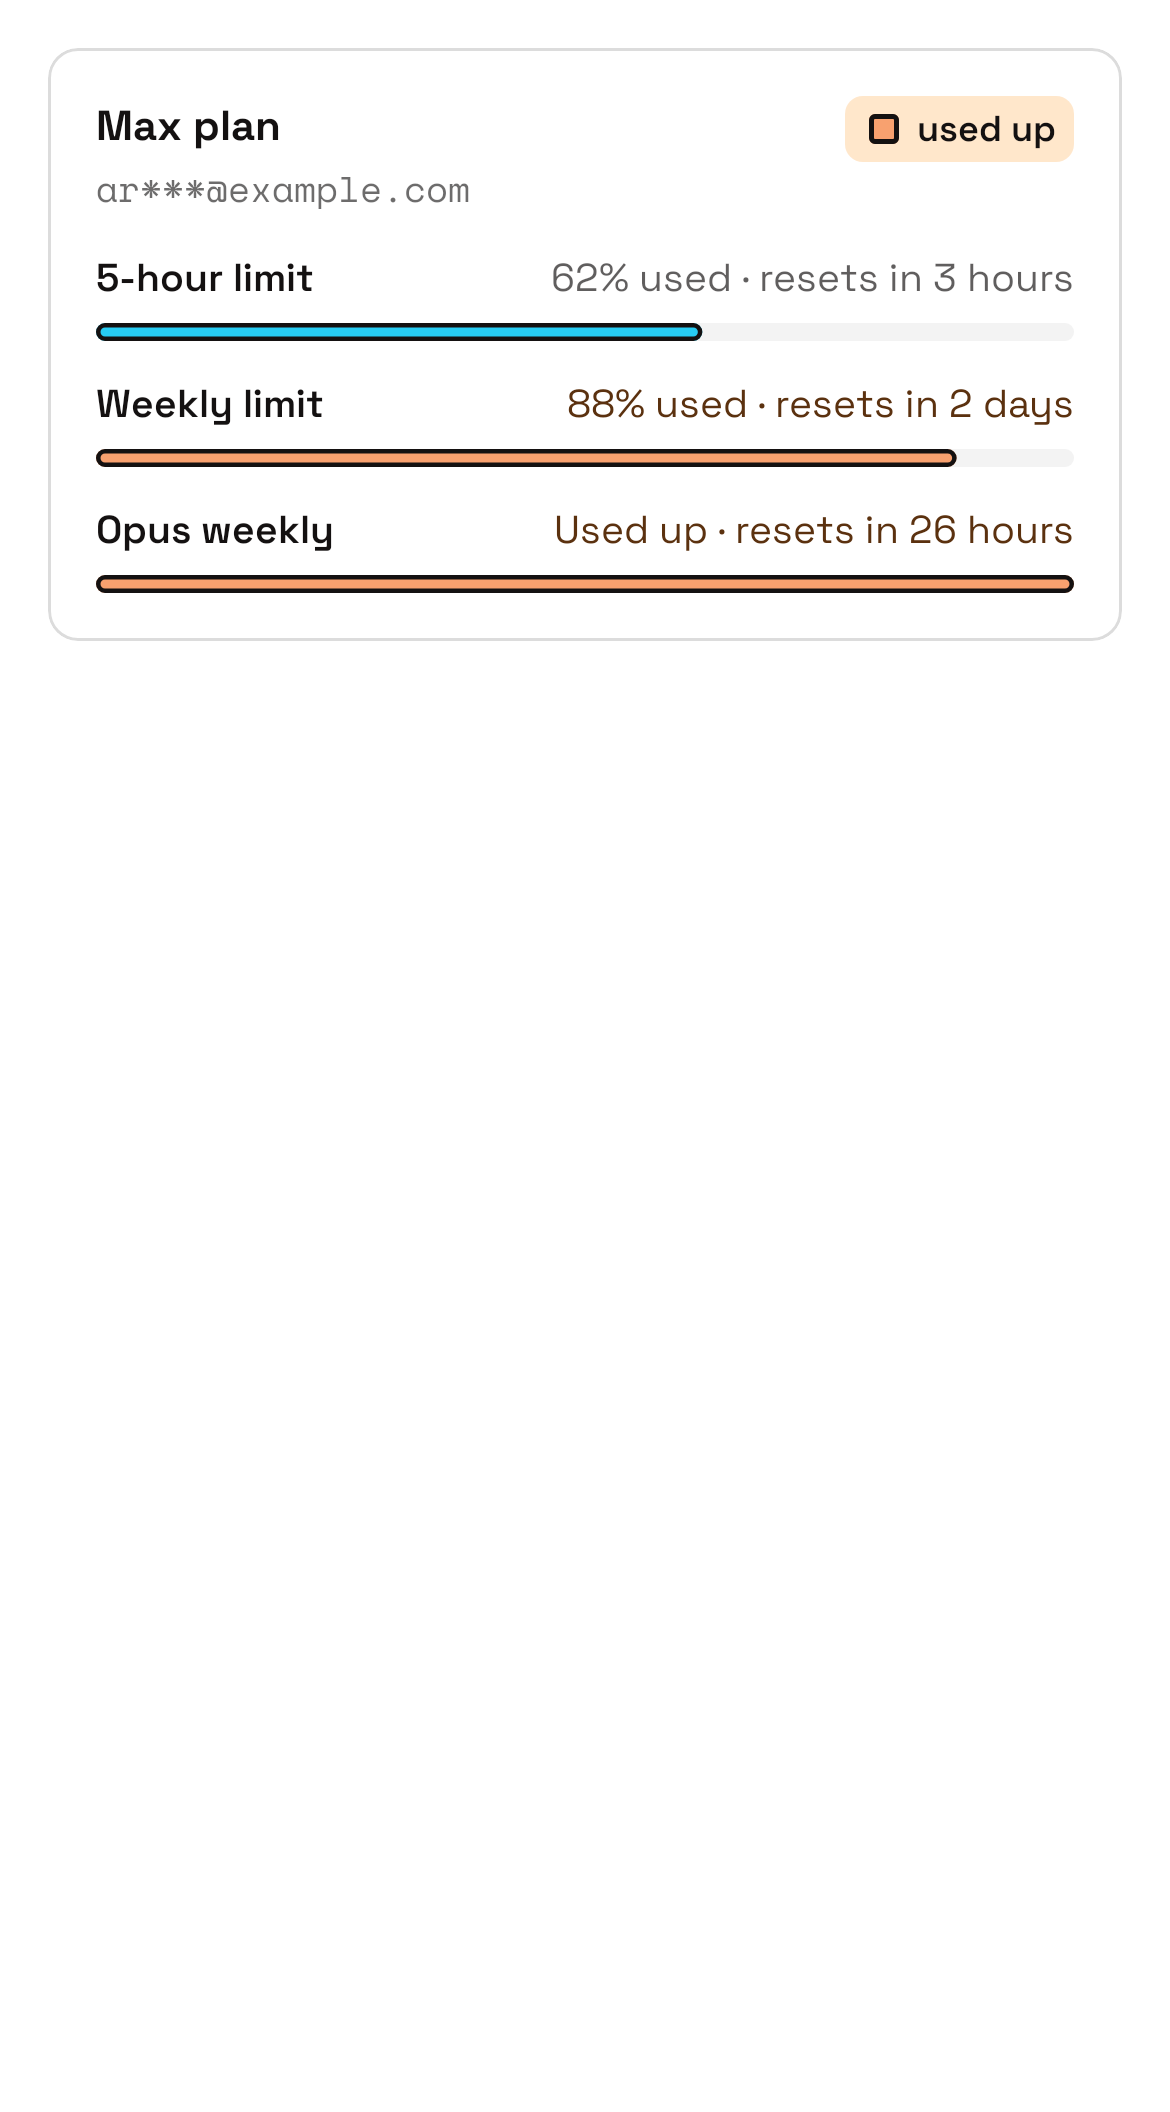 Max plan
used up
ar***@example.com
5-hour limit
62% used · resets in 3 hours
Weekly limit
88% used · resets in 2 days
Opus weekly
Used up · resets in 26 hours